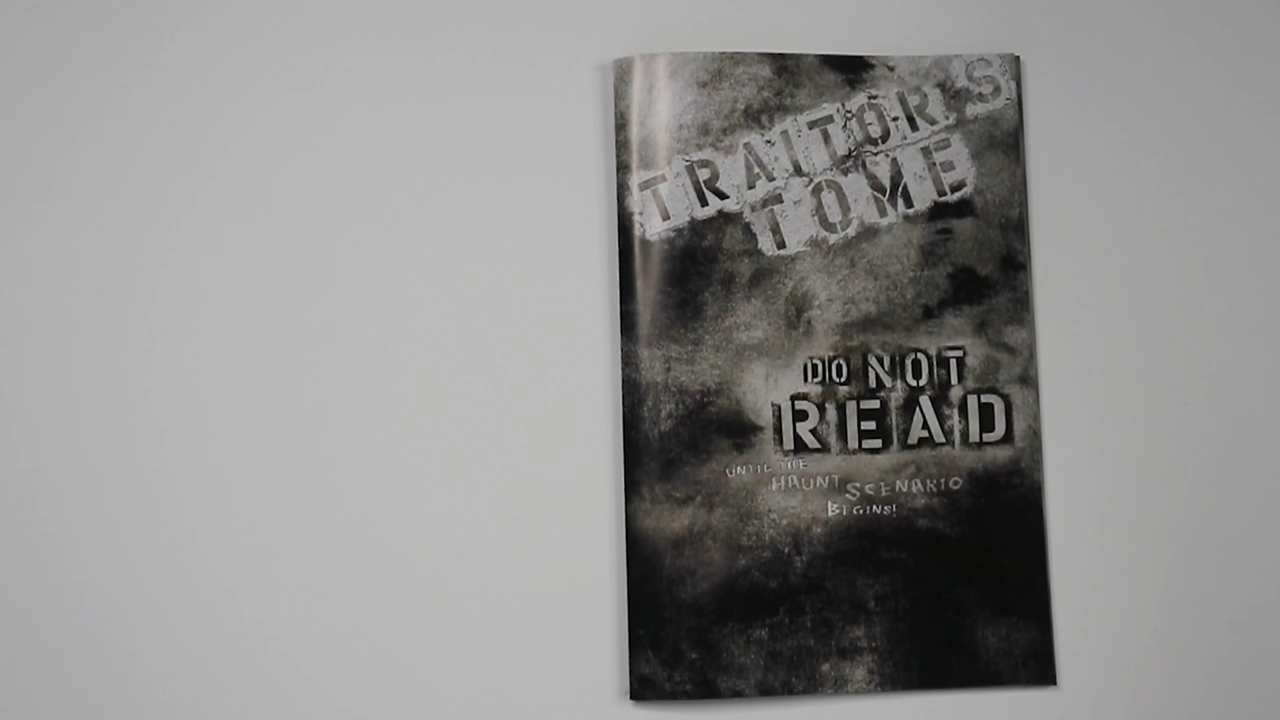 TRAITOR S
TOME
DO NOT
READ
UNTIL THE
HAUNT SCENARIO
BEGINS!